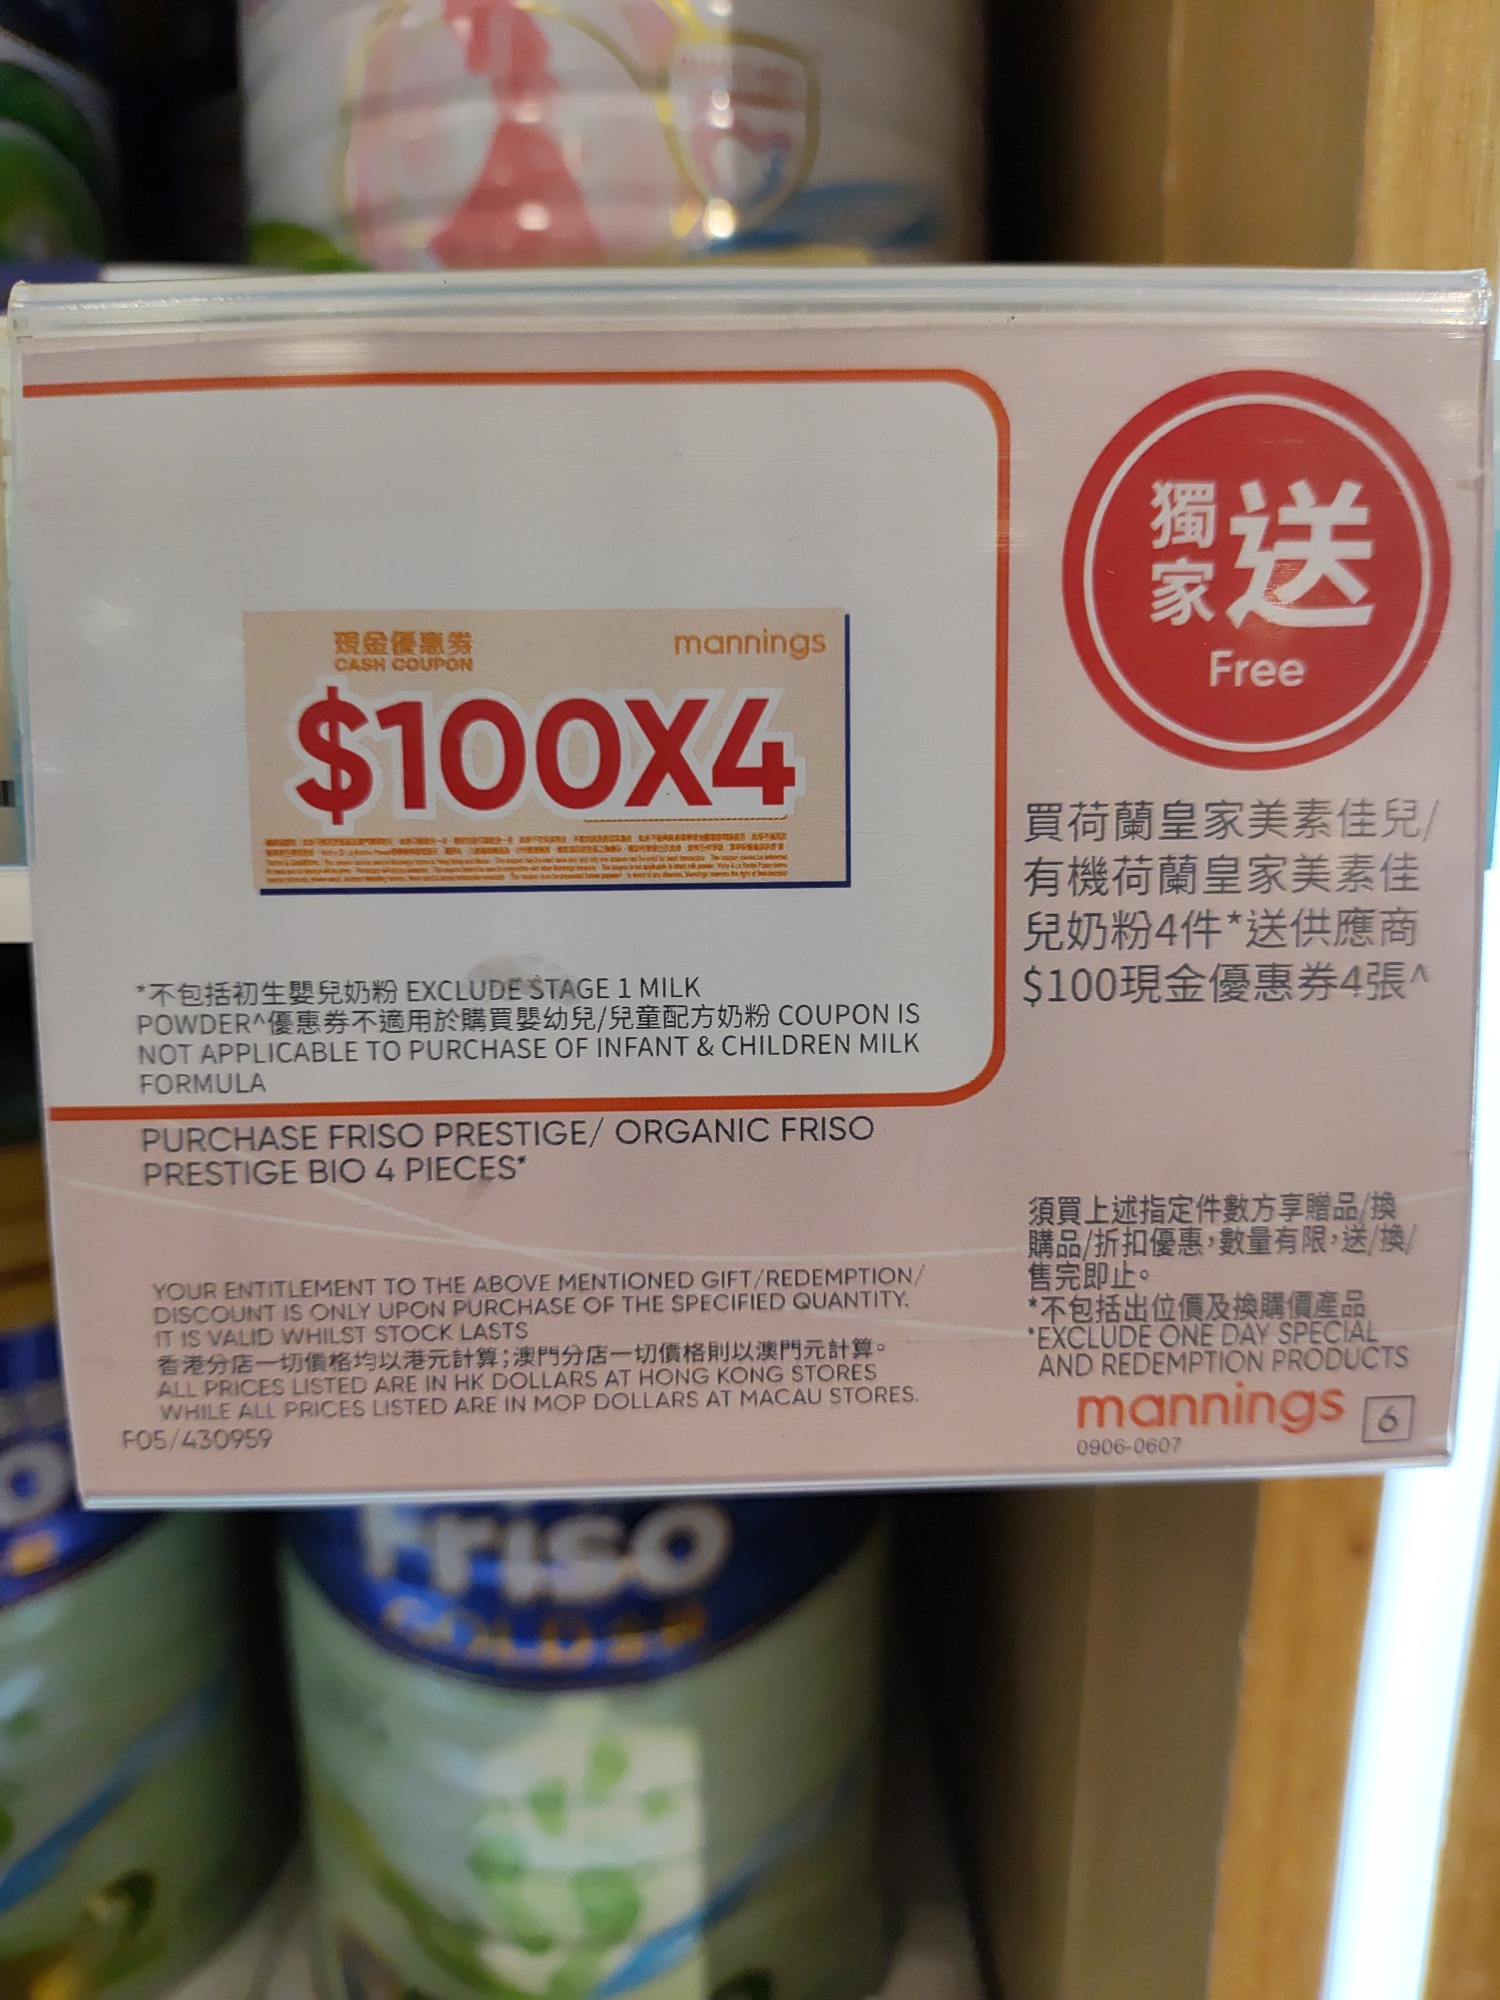 獨家 送
Free
現金優惠券 mannings
CASH COUPON
$100X4
*不包括初生嬰兒奶粉 EXCLUDE STAGE 1 MILK
POWDER^優惠券不適用於購買嬰幼兒/兒童配方奶粉 COUPON IS
NOT APPLICABLE TO PURCHASE OF INFANT & CHILDREN MILK
FORMULA
買荷蘭皇家美素佳兒/
有機荷蘭皇家美素佳
兒奶粉4件*送供應商
$100現金優惠券4張^
PURCHASE FRISO PRESTIGE/ ORGANIC FRISO
PRESTIGE BIO 4 PIECES*
YOUR ENTITLEMENT TO THE ABOVE MENTIONED GIFT/REDEMPTION/
DISCOUNT IS ONLY UPON PURCHASE OF THE SPECIFIED QUANTITY.
IT IS VALID WHILST STOCK LASTS
香港分店一切價格均以港元計算;澳門分店一切價格則以澳門元計算。
ALL PRICES LISTED ARE IN HK DOLLARS AT HONG KONG STORES
WHILE ALL PRICES LISTED ARE IN MOP DOLLARS AT MACAU STORES.
F05/430959
須買上述指定件數方享贈品/換
購品/折扣優惠,數量有限,送/換/
售完即止。
*不包括出位價及換購價產品
*EXCLUDE ONE DAY SPECIAL
AND REDEMPTION PRODUCTS
mannings 6
0906-0607
Friso
GOLD